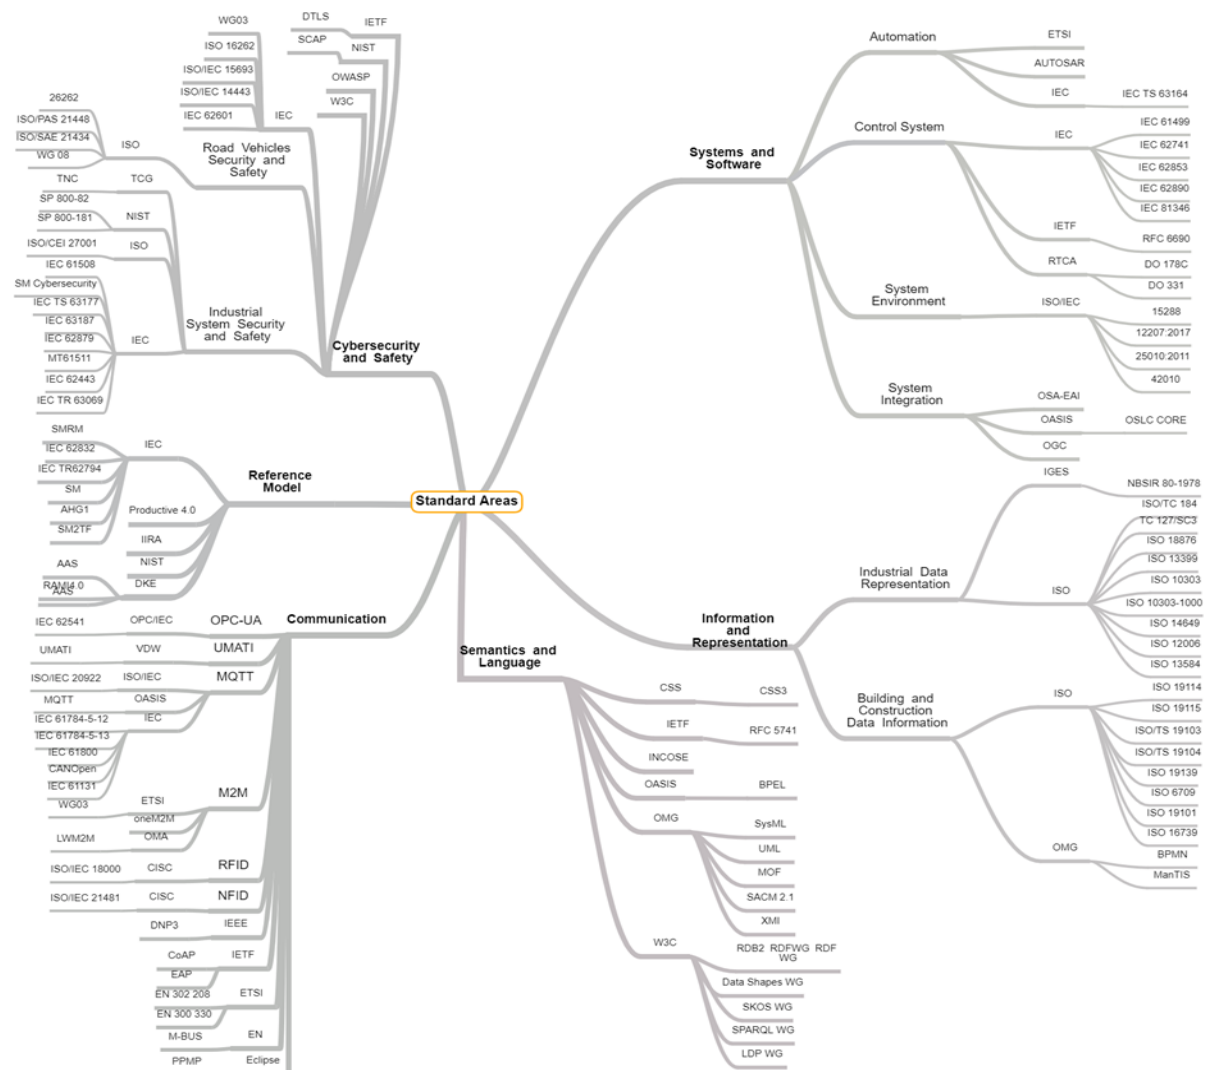 Standard Areas
Cybersecurity
and Safety
IETF
DTLS
NIST
SCAP
OWASP
W3C
IEC
WG03
ISO 16262
ISO/IEC 15693
ISO/IEC 14443
IEC 62601
Road Vehicles
Security and
Safety
ISO
26262
ISO/PAS 21448
ISO/SAE 21434
WG 08
Industrial
System Security
and Safety
TCG
TNC
NIST
SP 800-82
SP 800-181
ISO
ISO/CEI 27001
IEC
IEC 61508
SM Cybersecurity
IEC TS 63177
IEC 63187
IEC 62879
MT61511
IEC 62443
IEC TR 63069
Reference
Model
IEC
SMRM
IEC 62832
IEC TR62794
SM
AHG1
SM2TF
Productive 4.0
IIRA
NIST
DKE
AAS
RAMI4.0
AAS
Communication
OPC-UA
OPC/IEC
IEC 62541
UMATI
VDW
UMATI
MQTT
ISO/IEC
ISO/IEC 20922
OASIS
MQTT
IEC
IEC 61784-5-12
IEC 61784-5-13
IEC 61800
CANOpen
IEC 61131
M2M
ETSI
WG03
oneM2M
OMA
LWM2M
RFID
CISC
ISO/IEC 18000
NFID
CISC
ISO/IEC 21481
IEEE
DNP3
IETF
CoAP
EAP
ETSI
EN 302 208
EN 300 330
EN
M-BUS
Eclipse
PPMP
Systems and
Software
Automation
ETSI
AUTOSAR
IEC
IEC TS 63164
Control System
IEC
IEC 61499
IEC 62741
IEC 62853
IEC 62890
IEC 81346
IETF
RFC 6690
RTCA
DO 178C
DO 331
System
Environment
ISO/IEC
15288
12207:2017
25010:2011
42010
System
Integration
OSA-EAI
OASIS
OSLC CORE
OGC
Information
and
Representation
Industrial Data
Representation
IGES
NBSIR 80-1978
ISO
ISO/TC 184
TC 127/SC3
ISO 18876
ISO 13399
ISO 10303
ISO 10303-1000
ISO 14649
ISO 12006
ISO 13584
Building and
Construction
Data Information
ISO
ISO 19114
ISO 19115
ISO/TS 19103
ISO/TS 19104
ISO 19139
ISO 6709
ISO 19101
ISO 16739
OMG
BPMN
ManTIS
Semantics and
Language
CSS
CSS3
IETF
RFC 5741
INCOSE
OASIS
BPEL
OMG
SysML
UML
MOF
SACM 2.1
XMI
W3C
RDB2 RDFWG RDF
WG
Data Shapes WG
SKOS WG
SPARQL WG
LDP WG